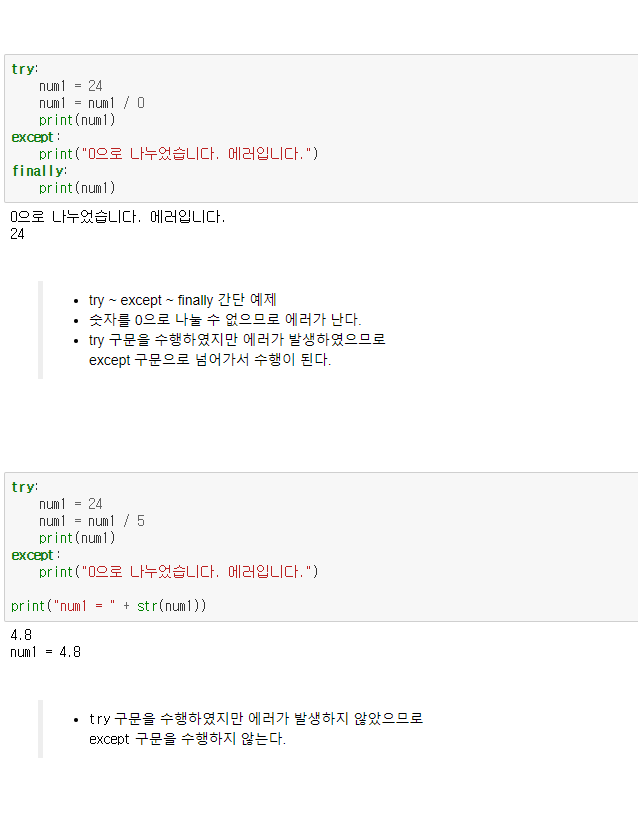 try:
    num1 = 24
    num1 = num1 / 0
    print(num1)
except:
    print("0으로 나누었습니다. 에러입니다.")
finally:
    print(num1)
0으로 나누었습니다. 에러입니다.
24
• try ~ except ~ finally 간단 예제
• 숫자를 0으로 나눌 수 없으므로 에러가 난다.
• try 구문을 수행하였지만 에러가 발생하였으므로
except 구문으로 넘어가서 수행이 된다.
try:
    num1 = 24
    num1 = num1 / 5
    print(num1)
except:
    print("0으로 나누었습니다. 에러입니다.")
print("num1 = " + str(num1))
4.8
num1 = 4.8
• try 구문을 수행하였지만 에러가 발생하지 않았으므로
except 구문을 수행하지 않는다.